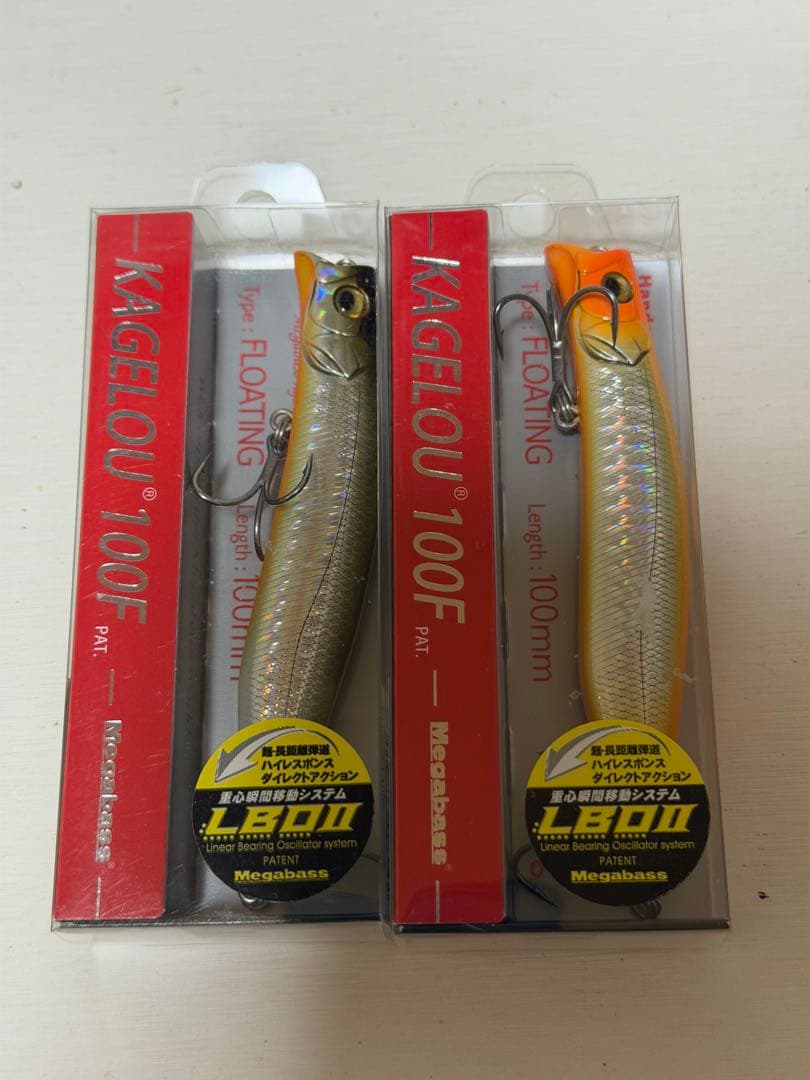 KAGELOU® 100F PAT.
Megabass®
Type : FLOATING
Length : 100mm
超・長距離弾道
ハイレスポンス
ダイレクトアクション
重心瞬間移動システム
LBOII
Linear Bearing Oscillator system
PATENT
Megabass
KAGELOU® 100F PAT.
Megabass®
Hand
Type : FLOATING
Length : 100mm
超・長距離弾道
ハイレスポンス
ダイレクトアクション
重心瞬間移動システム
LBOII
Linear Bearing Oscillator system
PATENT
Megabass